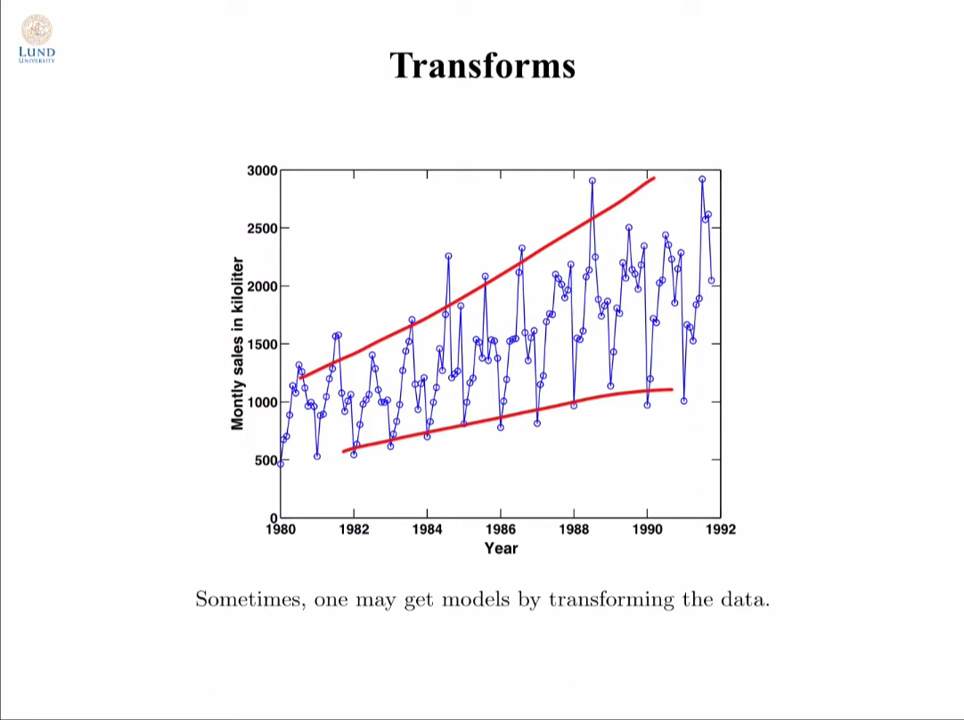 LUND
UNIVERSITY
Transforms
Montly sales in kiloliter
3000
2500
2000
1500
1000
500
0
1980 1982 1984 1986 1988 1990 1992
Year
Sometimes, one may get models by transforming the data.